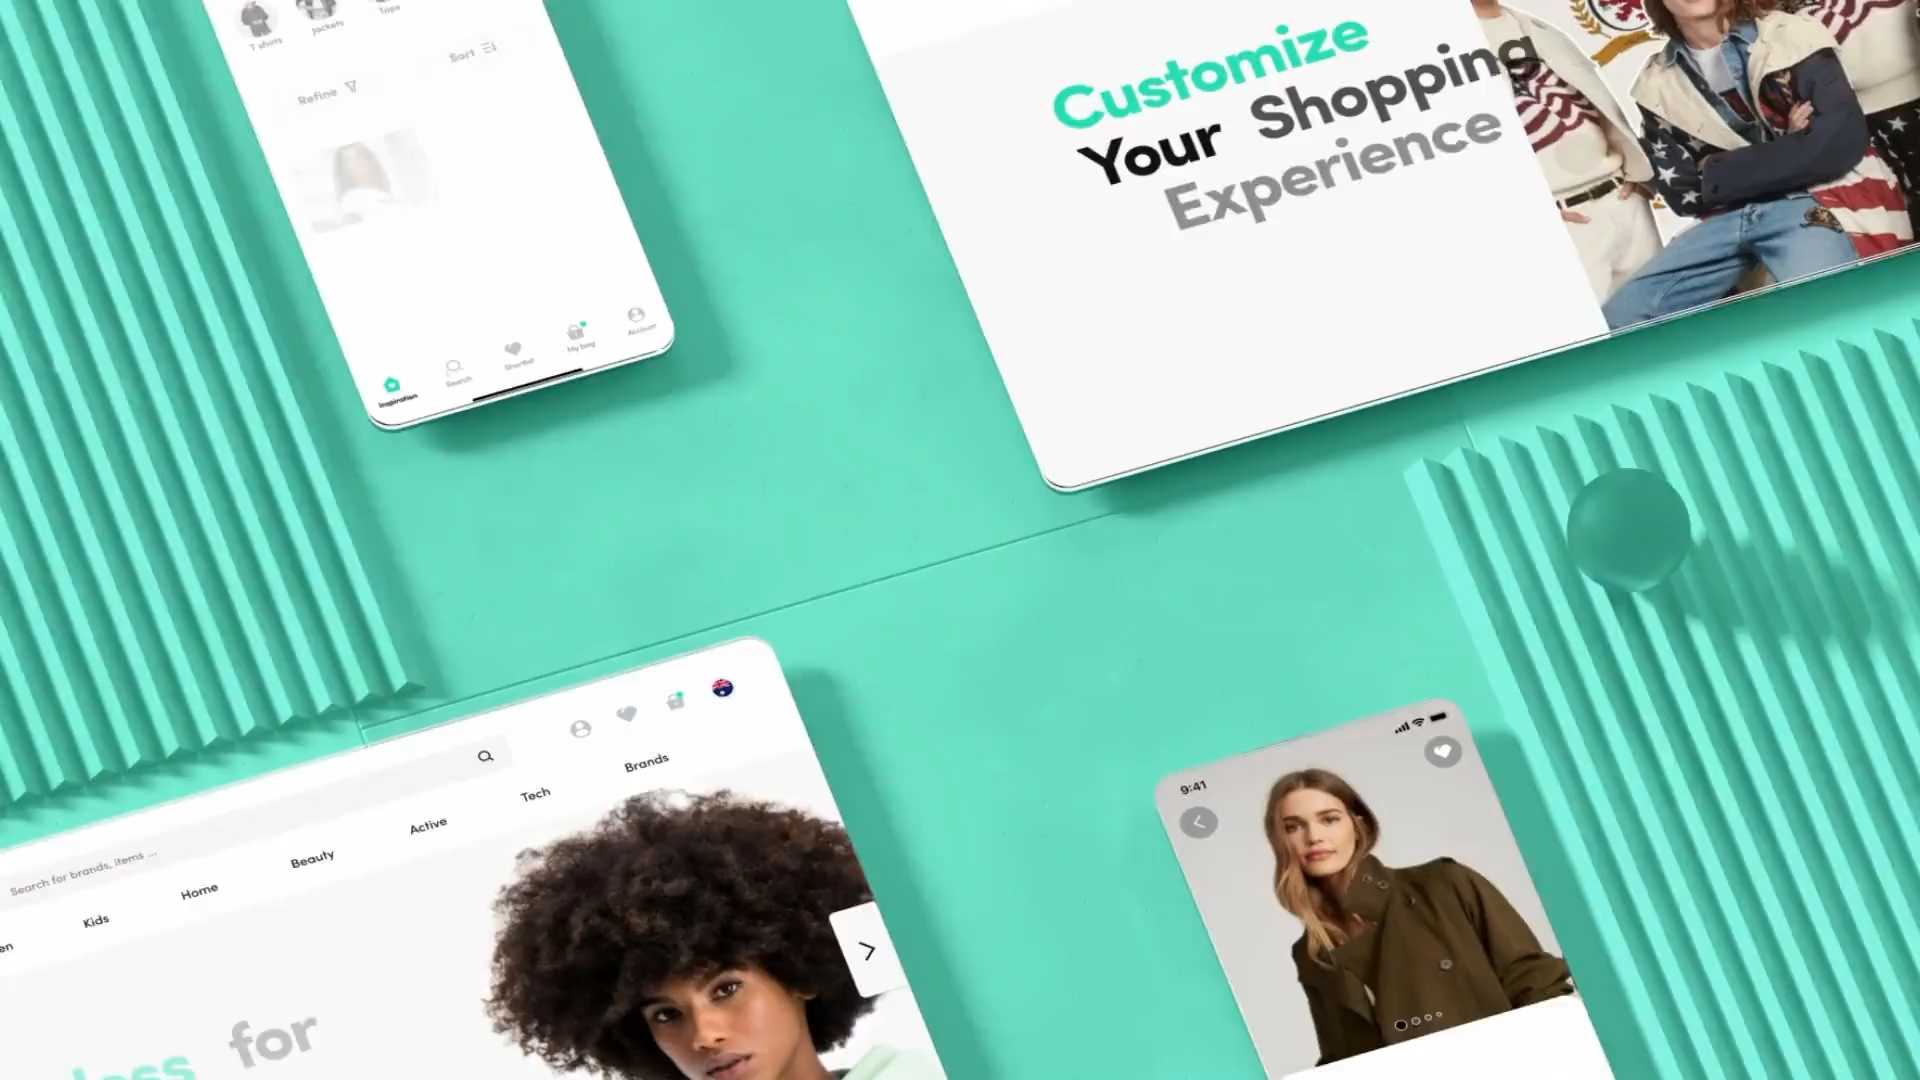 T shirts
Jackets
Tops
Sort
Refine
Inspiration
Search
Shortlist
My bag
Account
Customize
Your Shopping
Experience
Search for brands, items ...
en
Kids
Home
Beauty
Active
Tech
Brands
less for
9:41